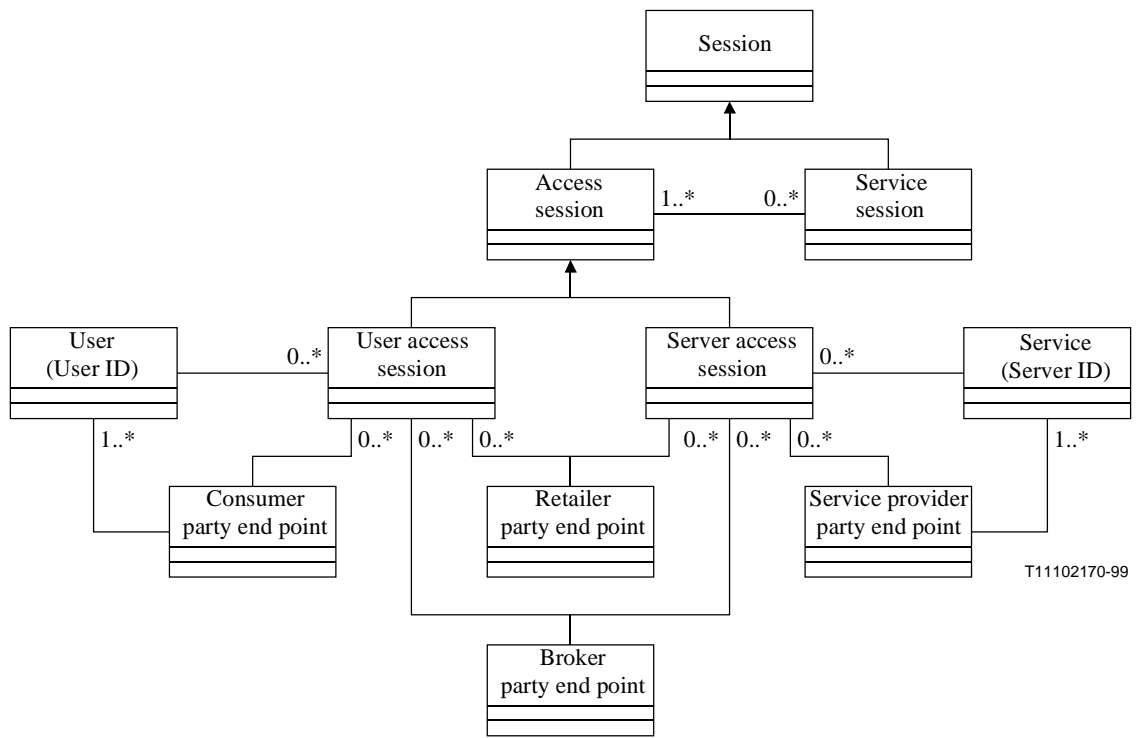 Session
Access
session
1..*
0..*
Service
session
User
(User ID)
0..*
User access
session
Server access
session
0..*
Service
(Server ID)
1..*
0..*
0..*
0..*
0..*
0..*
0..*
1..*
Consumer
party end point
Retailer
party end point
Service provider
party end point
T11102170-99
Broker
party end point